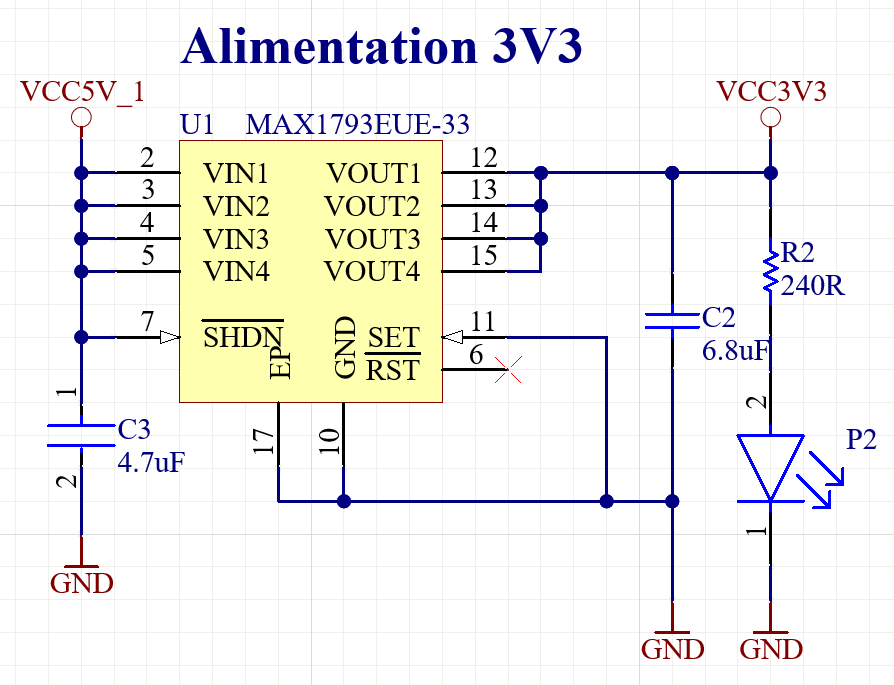 Alimentation 3V3
VCC5V_1
VCC3V3
U1 MAX1793EUE-33
2 VIN1 VOUT1 12
3 VIN2 VOUT2 13
4 VIN3 VOUT3 14
5 VIN4 VOUT4 15
7 SHDN SET 11
RST 6
EP
GND
17
10
R2
240R
C2
6.8uF
1
C3
4.7uF
2
2
P2
1
GND
GND
GND